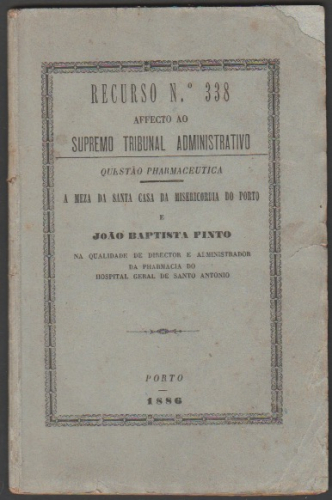 RECURSO N.º 338
AFFECTO AO
SUPREMO TRIBUNAL ADMINISTRATIVO
QUESTÃO PHARMACEUTICA
A MEZA DA SANTA CASA DA MISERICORDIA DO PORTO
E
JOÃO BAPTISTA PINTO
NA QUALIDADE DE DIRECTOR E ADMINISTRADOR
DA PHARMACIA DO
HOSPITAL GERAL DE SANTO ANTONIO
PORTO
1886